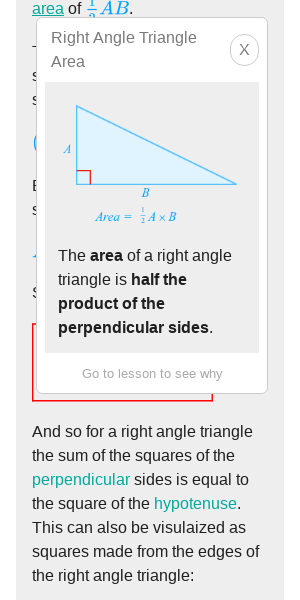 area of 1/2 AB.
Right Angle Triangle
Area
X
A
B
Area = 1/2 A × B
The area of a right angle
triangle is half the
product of the
perpendicular sides.
Go to lesson to see why
And so for a right angle triangle
the sum of the squares of the
perpendicular sides is equal to
the square of the hypotenuse.
This can also be visulaized as
squares made from the edges of
the right angle triangle: